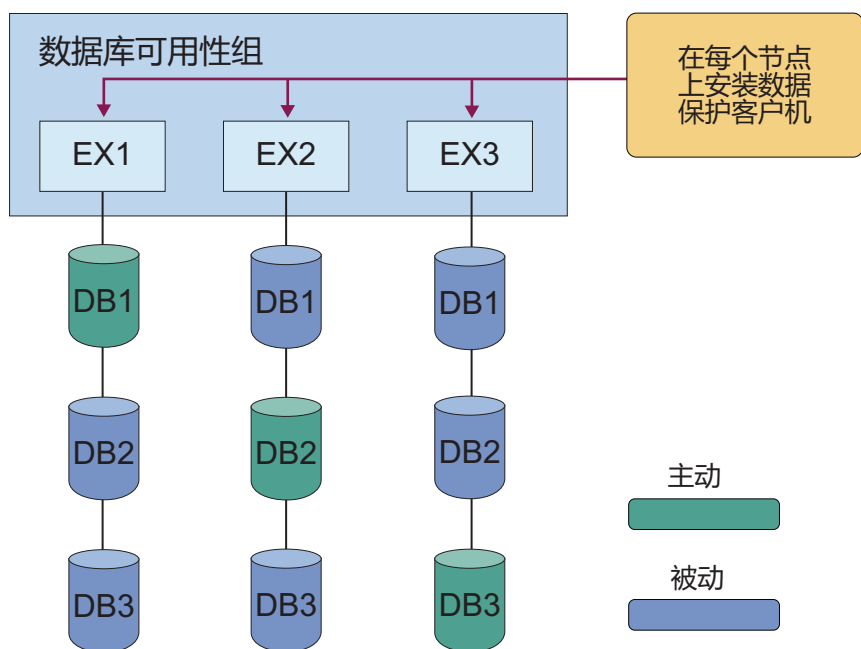 数据库可用性组
在每个节点
上安装数据
保护客户机
EX1 EX2 EX3
DB1 DB1 DB1
DB2 DB2 DB2
DB3 DB3 DB3
主动
被动